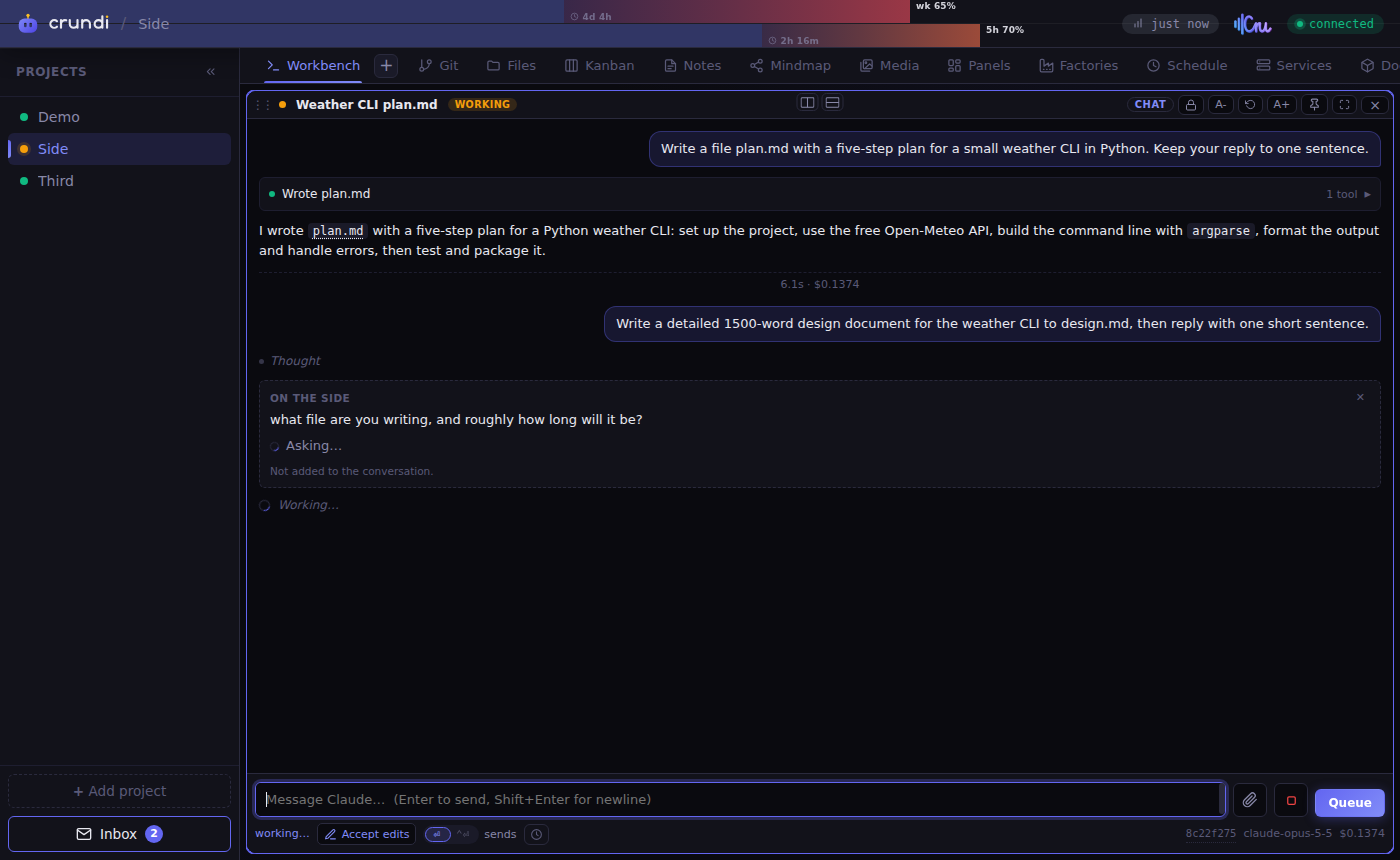 crundi / Side
4d 4h
wk 65%
2h 16m
5h 70%
just now
Cru
connected
PROJECTS
«
Demo
Side
Third
+ Add project
Inbox 2
Workbench + Git Files Kanban Notes Mindmap Media Panels Factories Schedule Services Do
Weather CLI plan.md WORKING
CHAT A- A+ ×
Write a file plan.md with a five-step plan for a small weather CLI in Python. Keep your reply to one sentence.
Wrote plan.md 1 tool ▶
I wrote plan.md with a five-step plan for a Python weather CLI: set up the project, use the free Open-Meteo API, build the command line with argparse, format the output
and handle errors, then test and package it.
6.1s · $0.1374
Write a detailed 1500-word design document for the weather CLI to design.md, then reply with one short sentence.
Thought
ON THE SIDE ×
what file are you writing, and roughly how long will it be?
Asking…
Not added to the conversation.
Working…
Message Claude… (Enter to send, Shift+Enter for newline)
Queue
working… Accept edits ⏎ ^⏎ sends
8c22f275 claude-opus-5-5 $0.1374